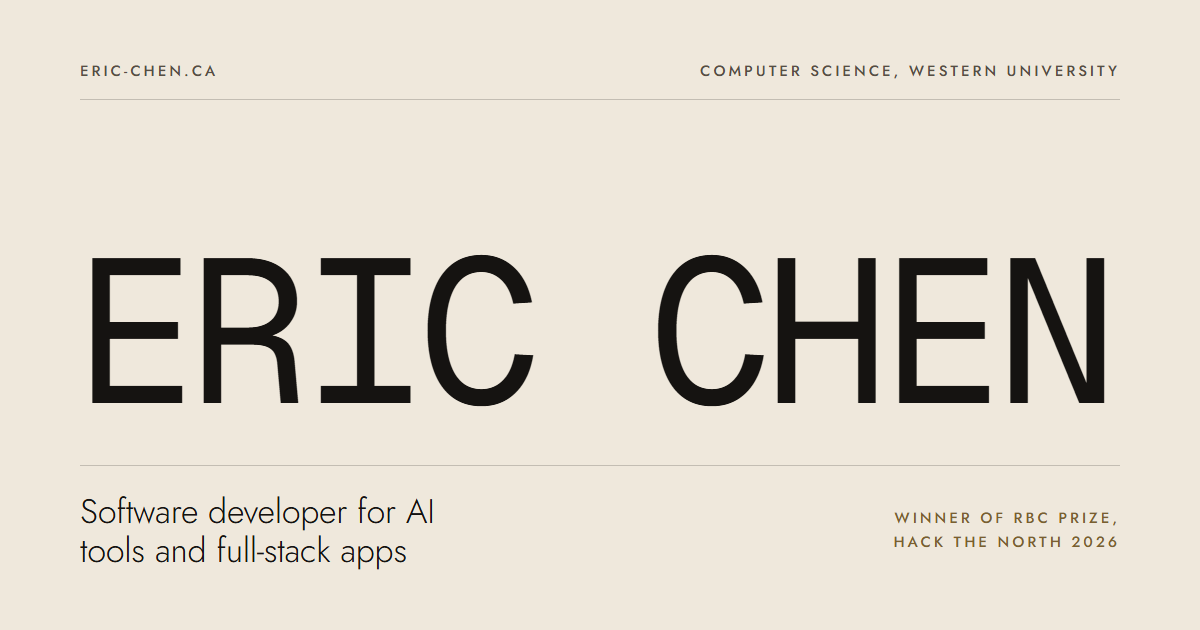 ERIC-CHEN.CA
COMPUTER SCIENCE, WESTERN UNIVERSITY
ERIC CHEN
Software developer for AI
tools and full-stack apps
WINNER OF RBC PRIZE,
HACK THE NORTH 2026